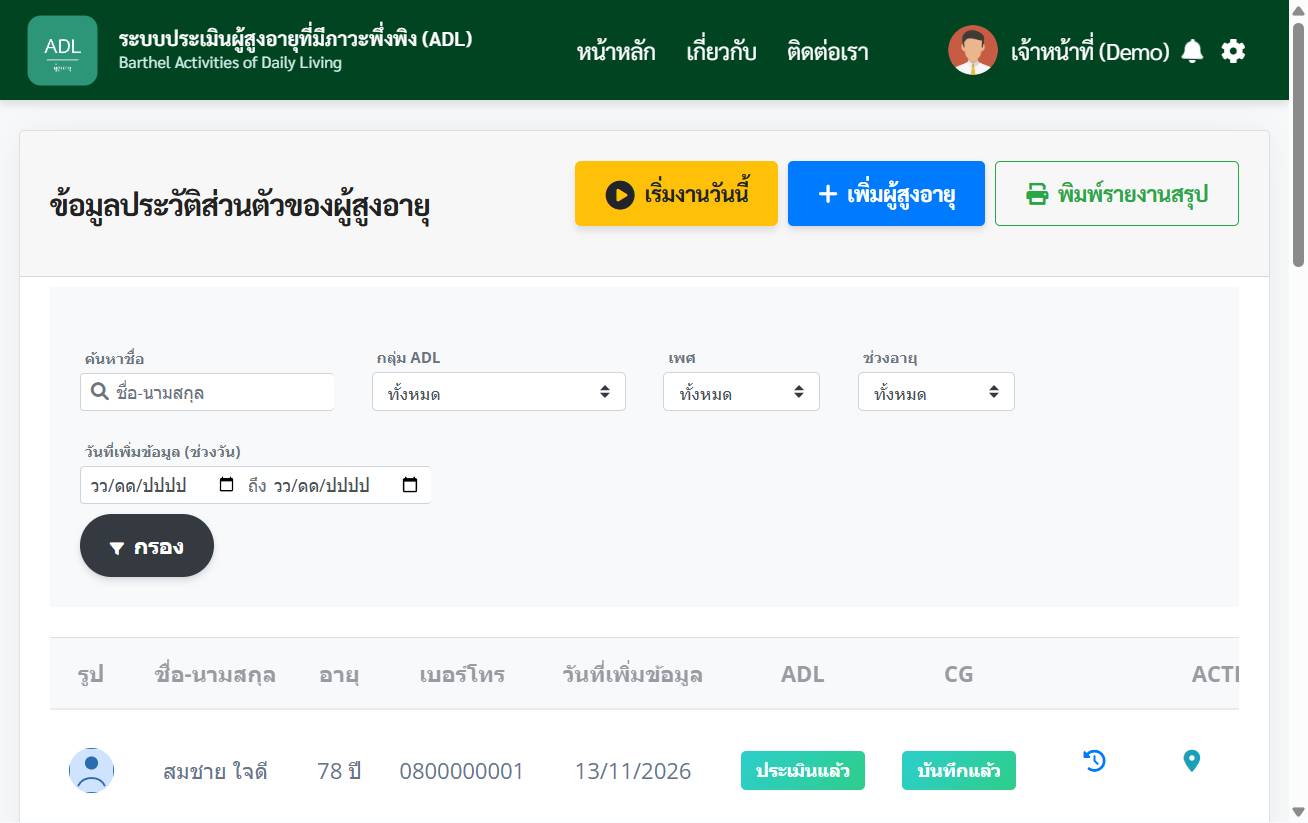 ADL
ระบบประเมินผู้สูงอายุที่มีภาวะพึ่งพิง (ADL)
Barthel Activities of Daily Living
หน้าหลัก
เกี่ยวกับ
ติดต่อเรา
เจ้าหน้าที่ (Demo)
ข้อมูลประวัติส่วนตัวของผู้สูงอายุ
เริ่มงานวันนี้
เพิ่มผู้สูงอายุ
พิมพ์รายงานสรุป
ค้นหาชื่อ
กลุ่ม ADL
เพศ
ช่วงอายุ
ชื่อ-นามสกุล
ทั้งหมด
ทั้งหมด
ทั้งหมด
วันที่เพิ่มข้อมูล (ช่วงวัน)
วว/ดด/ปปปป ถึง วว/ดด/ปปปป
กรอง
รูป ชื่อ-นามสกุล อายุ เบอร์โทร วันที่เพิ่มข้อมูล ADL CG ACTI
สมชาย ใจดี 78 ปี 0800000001 13/11/2026 ประเมินแล้ว บันทึกแล้ว